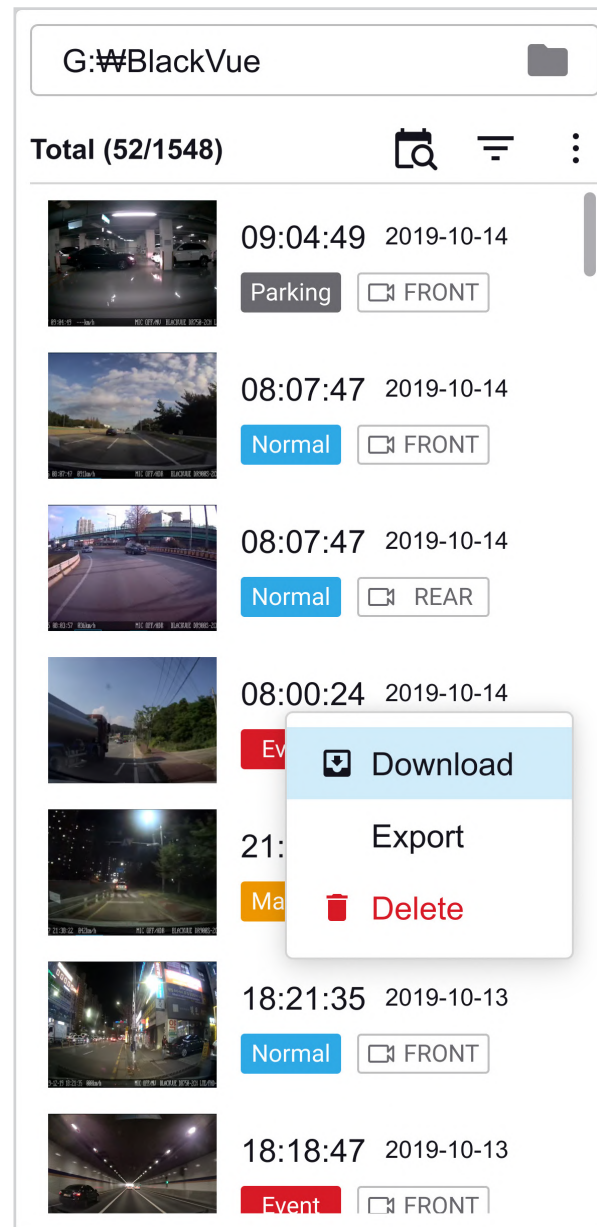 G:₩BlackVue
Total (52/1548)
09:04:49 2019-10-14
Parking FRONT
08:07:47 2019-10-14
Normal FRONT
08:07:47 2019-10-14
Normal REAR
08:00:24 2019-10-14
Download
Export
Delete
18:21:35 2019-10-13
Normal FRONT
18:18:47 2019-10-13
Event FRONT